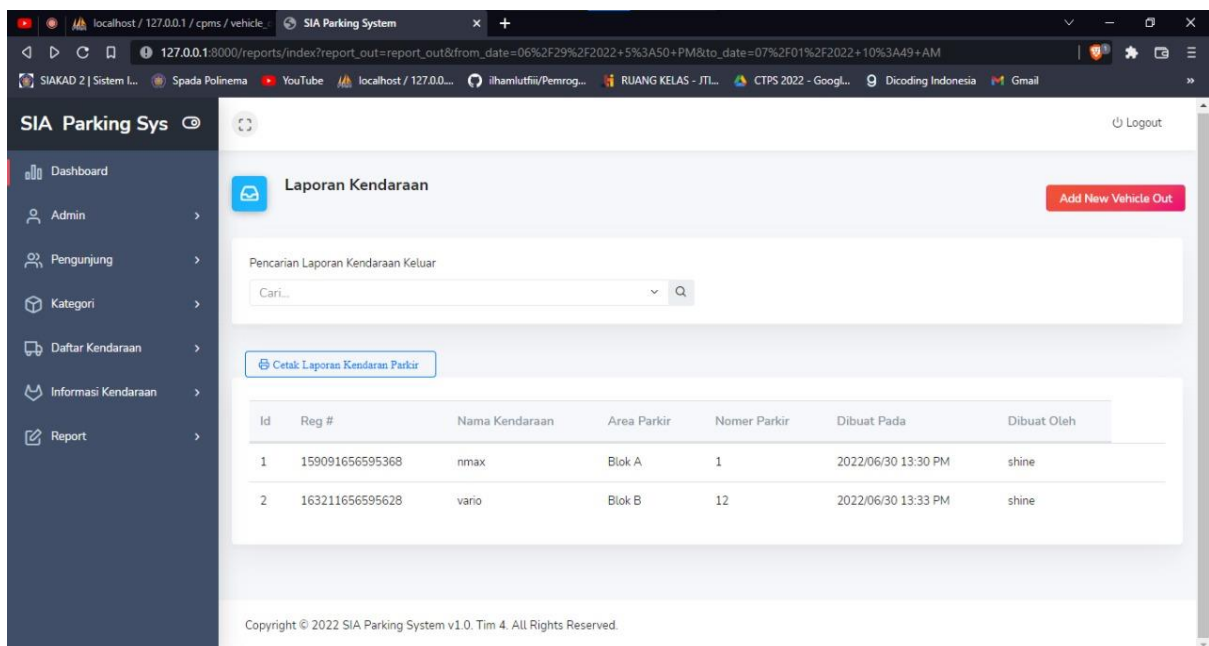 localhost / 127.0.0.1 / cpms / vehicle_
SIA Parking System
127.0.0.1:8000/reports/index?report_out=report_out&from_date=06%2F29%2F2022+5%3A50+PM&to_date=07%2F01%2F2022+10%3A49+AM
SIAKAD 2 | Sistem I... Spada Polinema YouTube localhost / 127.0.0.... ilhamlutfiii/Pemrog... RUANG KELAS - JTI... CTPS 2022 - Googl... Dicoding Indonesia Gmail
SIA Parking Sys
Logout
Dashboard
Admin
Pengunjung
Kategori
Daftar Kendaraan
Informasi Kendaraan
Report
Laporan Kendaraan
Add New Vehicle Out
Pencarian Laporan Kendaraan Keluar
Cari...
Cetak Laporan Kendaran Parkir
Id Reg # Nama Kendaraan Area Parkir Nomer Parkir Dibuat Pada Dibuat Oleh
1 159091656595368 nmax Blok A 1 2022/06/30 13:30 PM shine
2 163211656595628 vario Blok B 12 2022/06/30 13:33 PM shine
Copyright © 2022 SIA Parking System v1.0. Tim 4. All Rights Reserved.